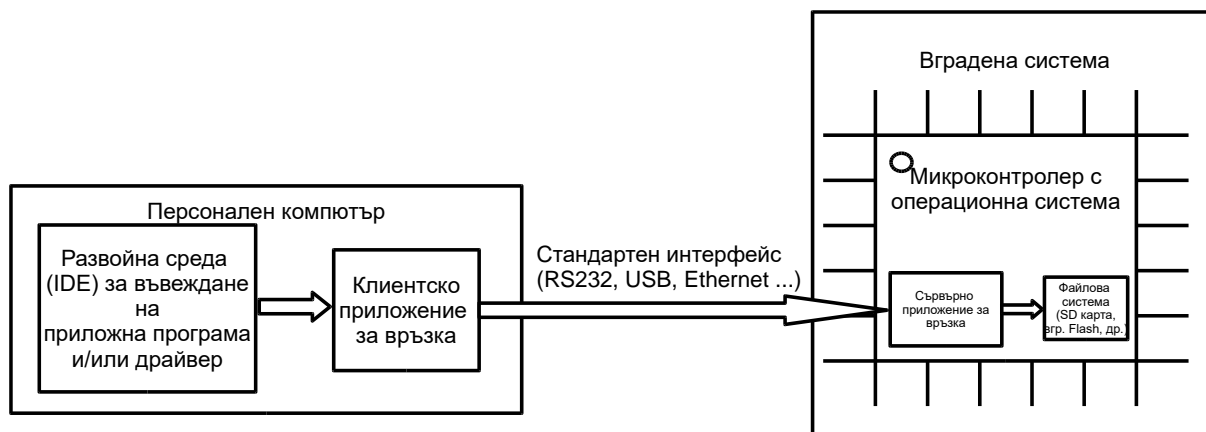 Вградена система
Микроконтролер с
операционна система
Персонален компютър
Развойна среда
(IDE) за въвеждане
на
приложна програма
и/или драйвер
Клиентско
приложение
за връзка
Стандартен интерфейс
(RS232, USB, Ethernet ...)
Сървърно
приложение за
връзка
Файлова
система
(SD карта,
вгр. Flash, др.)